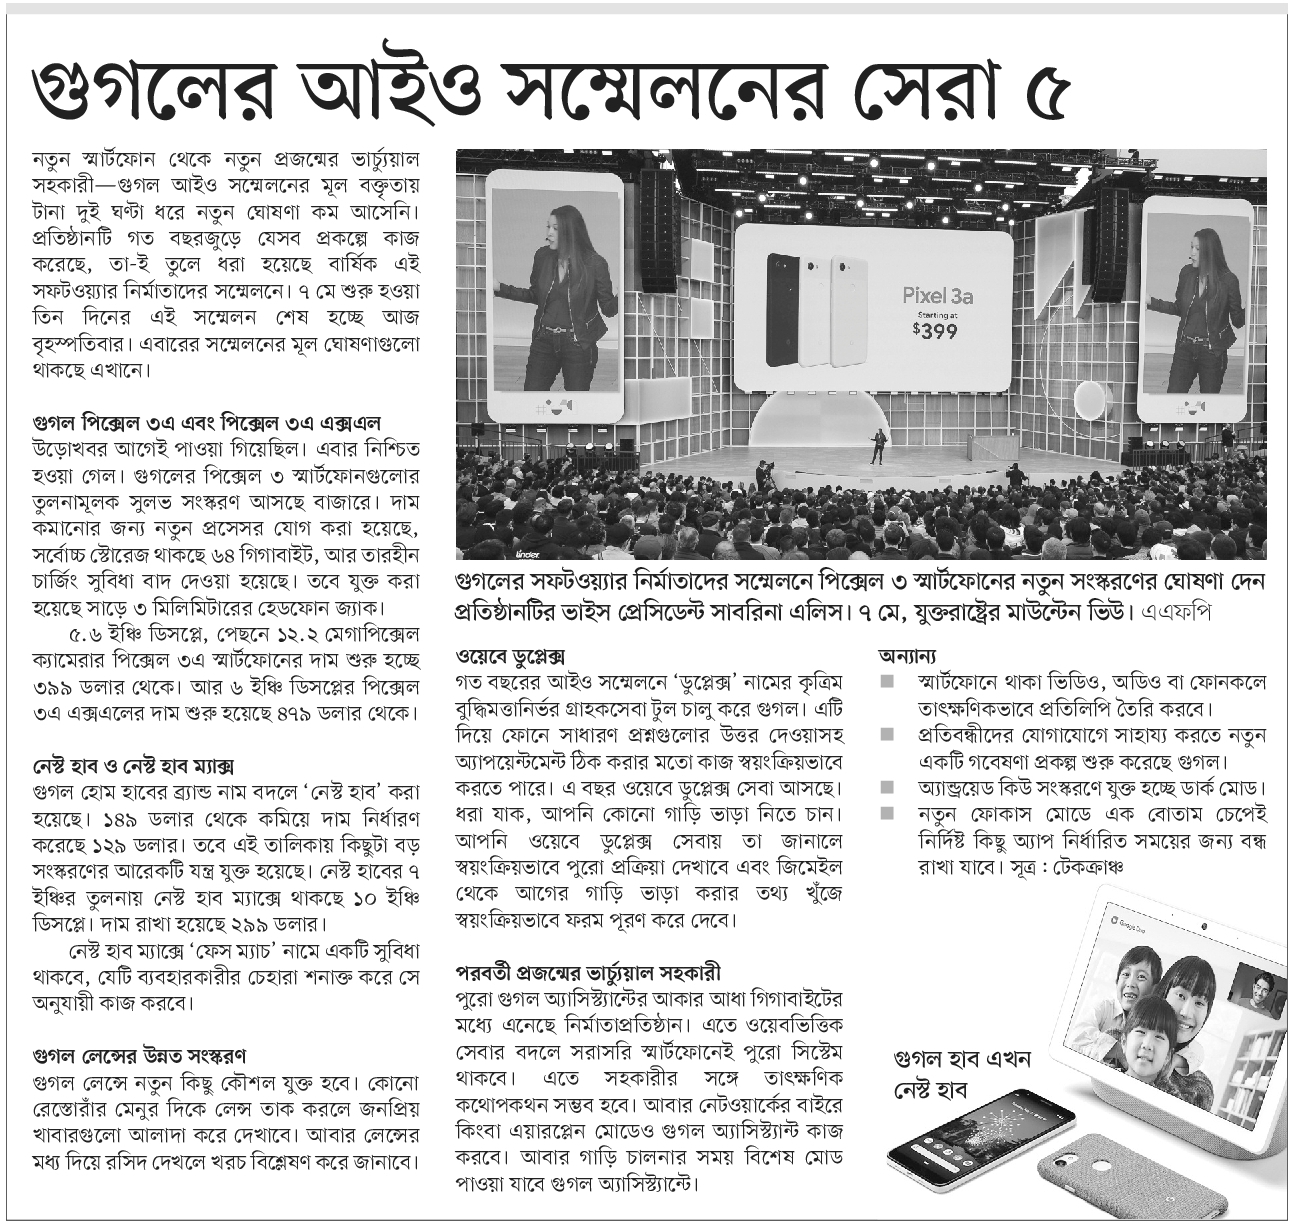 গুগলের আইও সম্মেলনের সেরা ৫
নতুন স্মার্টফোন থেকে নতুন প্রজন্মের ভার্চ্যুয়াল
সহকারী—গুগল আইও সম্মেলনের মূল বক্তৃতায়
টানা দুই ঘণ্টা ধরে নতুন ঘোষণা কম আসেনি।
প্রতিষ্ঠানটি গত বছরজুড়ে যেসব প্রকল্পে কাজ
করেছে, তা-ই তুলে ধরা হয়েছে বার্ষিক এই
সফটওয়্যার নির্মাতাদের সম্মেলনে। ৭ মে শুরু হওয়া
তিন দিনের এই সম্মেলন শেষ হচ্ছে আজ
বৃহস্পতিবার। এবারের সম্মেলনের মূল ঘোষণাগুলো
থাকছে এখানে।
গুগল পিক্সেল ৩এ এবং পিক্সেল ৩এ এক্সএল
উড়োখবর আগেই পাওয়া গিয়েছিল। এবার নিশ্চিত
হওয়া গেল। গুগলের পিক্সেল ৩ স্মার্টফোনগুলোর
তুলনামূলক সুলভ সংস্করণ আসছে বাজারে। দাম
কমানোর জন্য নতুন প্রসেসর যোগ করা হয়েছে,
সর্বোচ্চ স্টোরেজ থাকছে ৬৪ গিগাবাইট, আর তারহীন
চার্জিং সুবিধা বাদ দেওয়া হয়েছে। তবে যুক্ত করা
হয়েছে সাড়ে ৩ মিলিমিটারের হেডফোন জ্যাক।
৫.৬ ইঞ্চি ডিসপ্লে, পেছনে ১২.২ মেগাপিক্সেল
ক্যামেরার পিক্সেল ৩এ স্মার্টফোনের দাম শুরু হচ্ছে
৩৯৯ ডলার থেকে। আর ৬ ইঞ্চি ডিসপ্লের পিক্সেল
৩এ এক্সএলের দাম শুরু হয়েছে ৪৭৯ ডলার থেকে।
নেস্ট হাব ও নেস্ট হাব ম্যাক্স
গুগল হোম হাবের ব্র্যান্ড নাম বদলে ‘নেস্ট হাব’ করা
হয়েছে। ১৪৯ ডলার থেকে কমিয়ে দাম নির্ধারণ
করেছে ১২৯ ডলার। তবে এই তালিকায় কিছুটা বড়
সংস্করণের আরেকটি যন্ত্র যুক্ত হয়েছে। নেস্ট হাবের ৭
ইঞ্চির তুলনায় নেস্ট হাব ম্যাক্সে থাকছে ১০ ইঞ্চি
ডিসপ্লে। দাম রাখা হয়েছে ২৯৯ ডলার।
নেস্ট হাব ম্যাক্সে ‘ফেস ম্যাচ’ নামে একটি সুবিধা
থাকবে, যেটি ব্যবহারকারীর চেহারা শনাক্ত করে সে
অনুযায়ী কাজ করবে।
গুগল লেন্সের উন্নত সংস্করণ
গুগল লেন্সে নতুন কিছু কৌশল যুক্ত হবে। কোনো
রেস্তোরাঁর মেনুর দিকে লেন্স তাক করলে জনপ্রিয়
খাবারগুলো আলাদা করে দেখাবে। আবার লেন্সের
মধ্য দিয়ে রসিদ দেখলে খরচ বিশ্লেষণ করে জানাবে।
Pixel 3a
Starting at
$399
গুগলের সফটওয়্যার নির্মাতাদের সম্মেলনে পিক্সেল ৩ স্মার্টফোনের নতুন সংস্করণের ঘোষণা দেন
প্রতিষ্ঠানটির ভাইস প্রেসিডেন্ট সাবরিনা এলিস। ৭ মে, যুক্তরাষ্ট্রের মাউন্টেন ভিউ। এএফপি
ওয়েবে ডুপ্লেক্স
গত বছরের আইও সম্মেলনে ‘ডুপ্লেক্স’ নামের কৃত্রিম
বুদ্ধিমত্তানির্ভর গ্রাহকসেবা টুল চালু করে গুগল। এটি
দিয়ে ফোনে সাধারণ প্রশ্নগুলোর উত্তর দেওয়াসহ
অ্যাপয়েন্টমেন্ট ঠিক করার মতো কাজ স্বয়ংক্রিয়ভাবে
করতে পারে। এ বছর ওয়েবে ডুপ্লেক্স সেবা আসছে।
ধরা যাক, আপনি কোনো গাড়ি ভাড়া নিতে চান।
আপনি ওয়েবে ডুপ্লেক্স সেবায় তা জানালে
স্বয়ংক্রিয়ভাবে পুরো প্রক্রিয়া দেখাবে এবং জিমেইল
থেকে আগের গাড়ি ভাড়া করার তথ্য খুঁজে
স্বয়ংক্রিয়ভাবে ফরম পূরণ করে দেবে।
পরবর্তী প্রজন্মের ভার্চ্যুয়াল সহকারী
পুরো গুগল অ্যাসিস্ট্যান্টের আকার আধা গিগাবাইটের
মধ্যে এনেছে নির্মাতাপ্রতিষ্ঠান। এতে ওয়েবভিত্তিক
সেবার বদলে সরাসরি স্মার্টফোনেই পুরো সিস্টেম
থাকবে। এতে সহকারীর সঙ্গে তাৎক্ষণিক
কথোপকথন সম্ভব হবে। আবার নেটওয়ার্কের বাইরে
কিংবা এয়ারপ্লেন মোডেও গুগল অ্যাসিস্ট্যান্ট কাজ
করবে। আবার গাড়ি চালনার সময় বিশেষ মোড
পাওয়া যাবে গুগল অ্যাসিস্ট্যান্টে।
অন্যান্য
স্মার্টফোনে থাকা ভিডিও, অডিও বা ফোনকলে
তাৎক্ষণিকভাবে প্রতিলিপি তৈরি করবে।
প্রতিবন্ধীদের যোগাযোগে সাহায্য করতে নতুন
একটি গবেষণা প্রকল্প শুরু করেছে গুগল।
অ্যান্ড্রয়েড কিউ সংস্করণে যুক্ত হচ্ছে ডার্ক মোড।
নতুন ফোকাস মোডে এক বোতাম চেপেই
নির্দিষ্ট কিছু অ্যাপ নির্ধারিত সময়ের জন্য বন্ধ
রাখা যাবে। সূত্র : টেকক্রাঞ্চ
Google Duo
গুগল হাব এখন
নেস্ট হাব